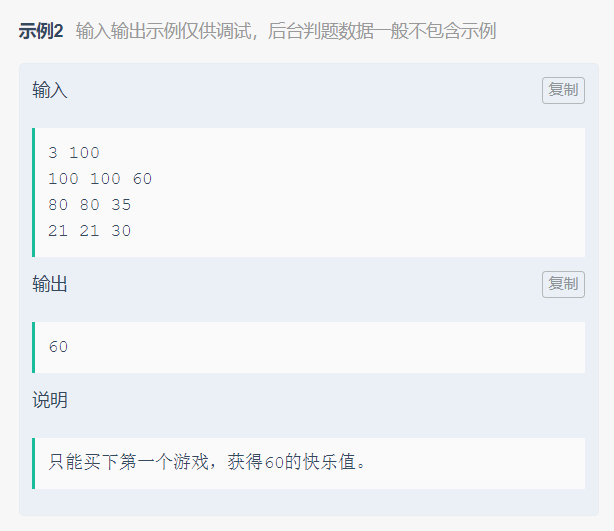 示例2 输入输出示例仅供调试，后台判题数据一般不包含示例
输入 复制
3 100
100 100 60
80 80 35
21 21 30
输出 复制
60
说明
只能买下第一个游戏，获得60的快乐值。